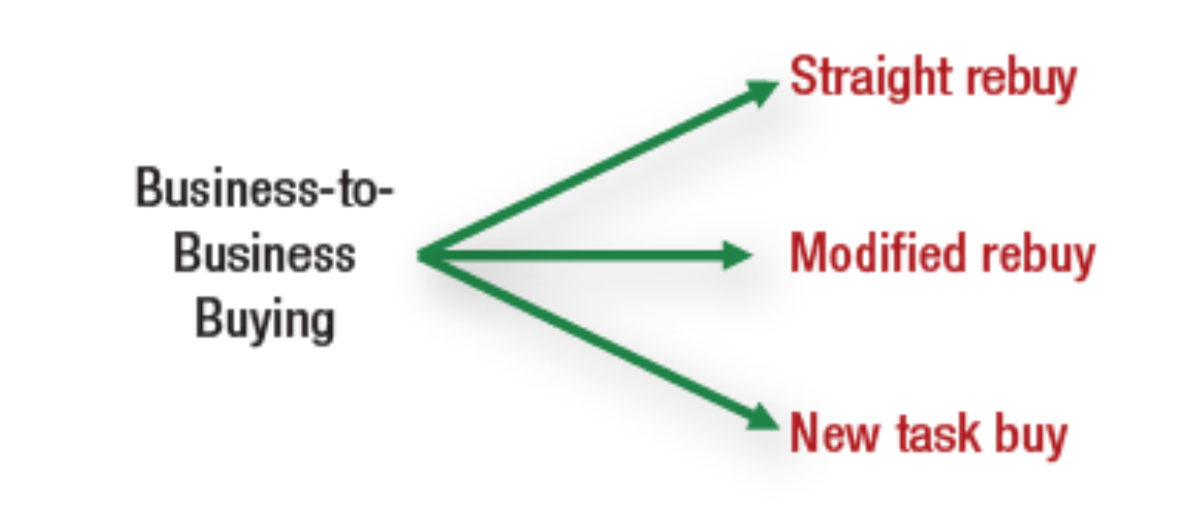 Business-to-
Business
Buying
Straight rebuy
Modified rebuy
New task buy